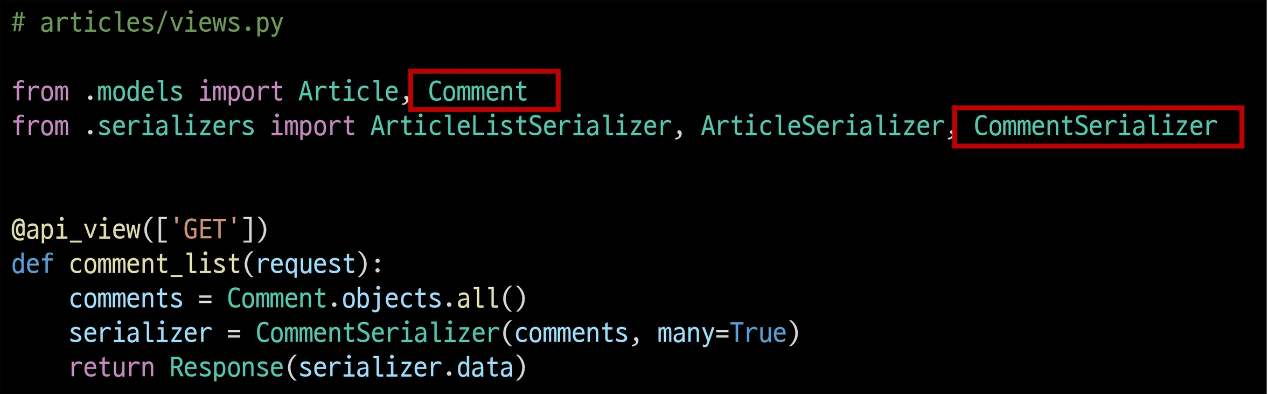 # articles/views.py
from .models import Article, Comment
from .serializers import ArticleListSerializer, ArticleSerializer, CommentSerializer
@api_view(['GET'])
def comment_list(request):
    comments = Comment.objects.all()
    serializer = CommentSerializer(comments, many=True)
    return Response(serializer.data)